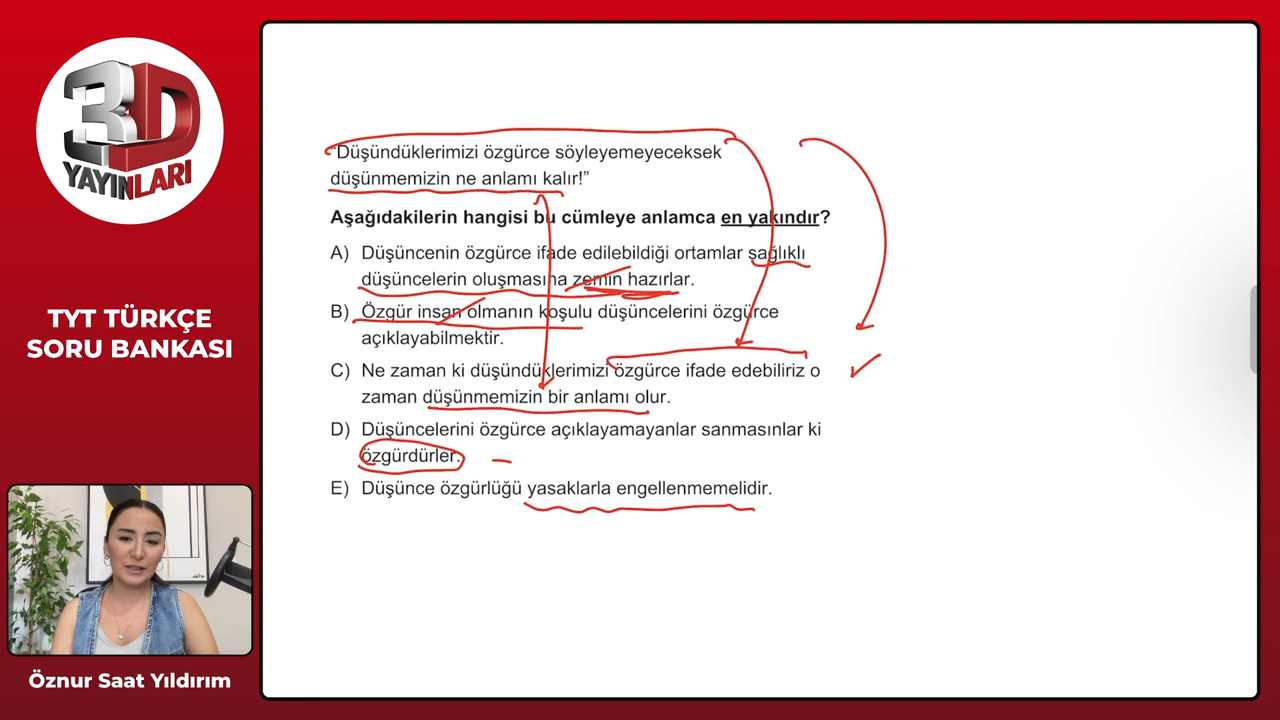 3D
YAYINLARI
TYT TÜRKÇE
SORU BANKASI
Öznur Saat Yıldırım
"Düşündüklerimizi özgürce söyleyemeyeceksek
düşünmemizin ne anlamı kalır!”
Aşağıdakilerin hangisi bu cümleye anlamca en yakındır?
A) Düşüncenin özgürce ifade edilebildiği ortamlar sağlıklı
düşüncelerin oluşmasına zemin hazırlar.
B) Özgür insan olmanın koşulu düşüncelerini özgürce
açıklayabilmektir.
C) Ne zaman ki düşündüklerimizi özgürce ifade edebiliriz o
zaman düşünmemizin bir anlamı olur.
D) Düşüncelerini özgürce açıklayamayanlar sanmasınlar ki
özgürdürler.
E) Düşünce özgürlüğü yasaklarla engellenmemelidir.